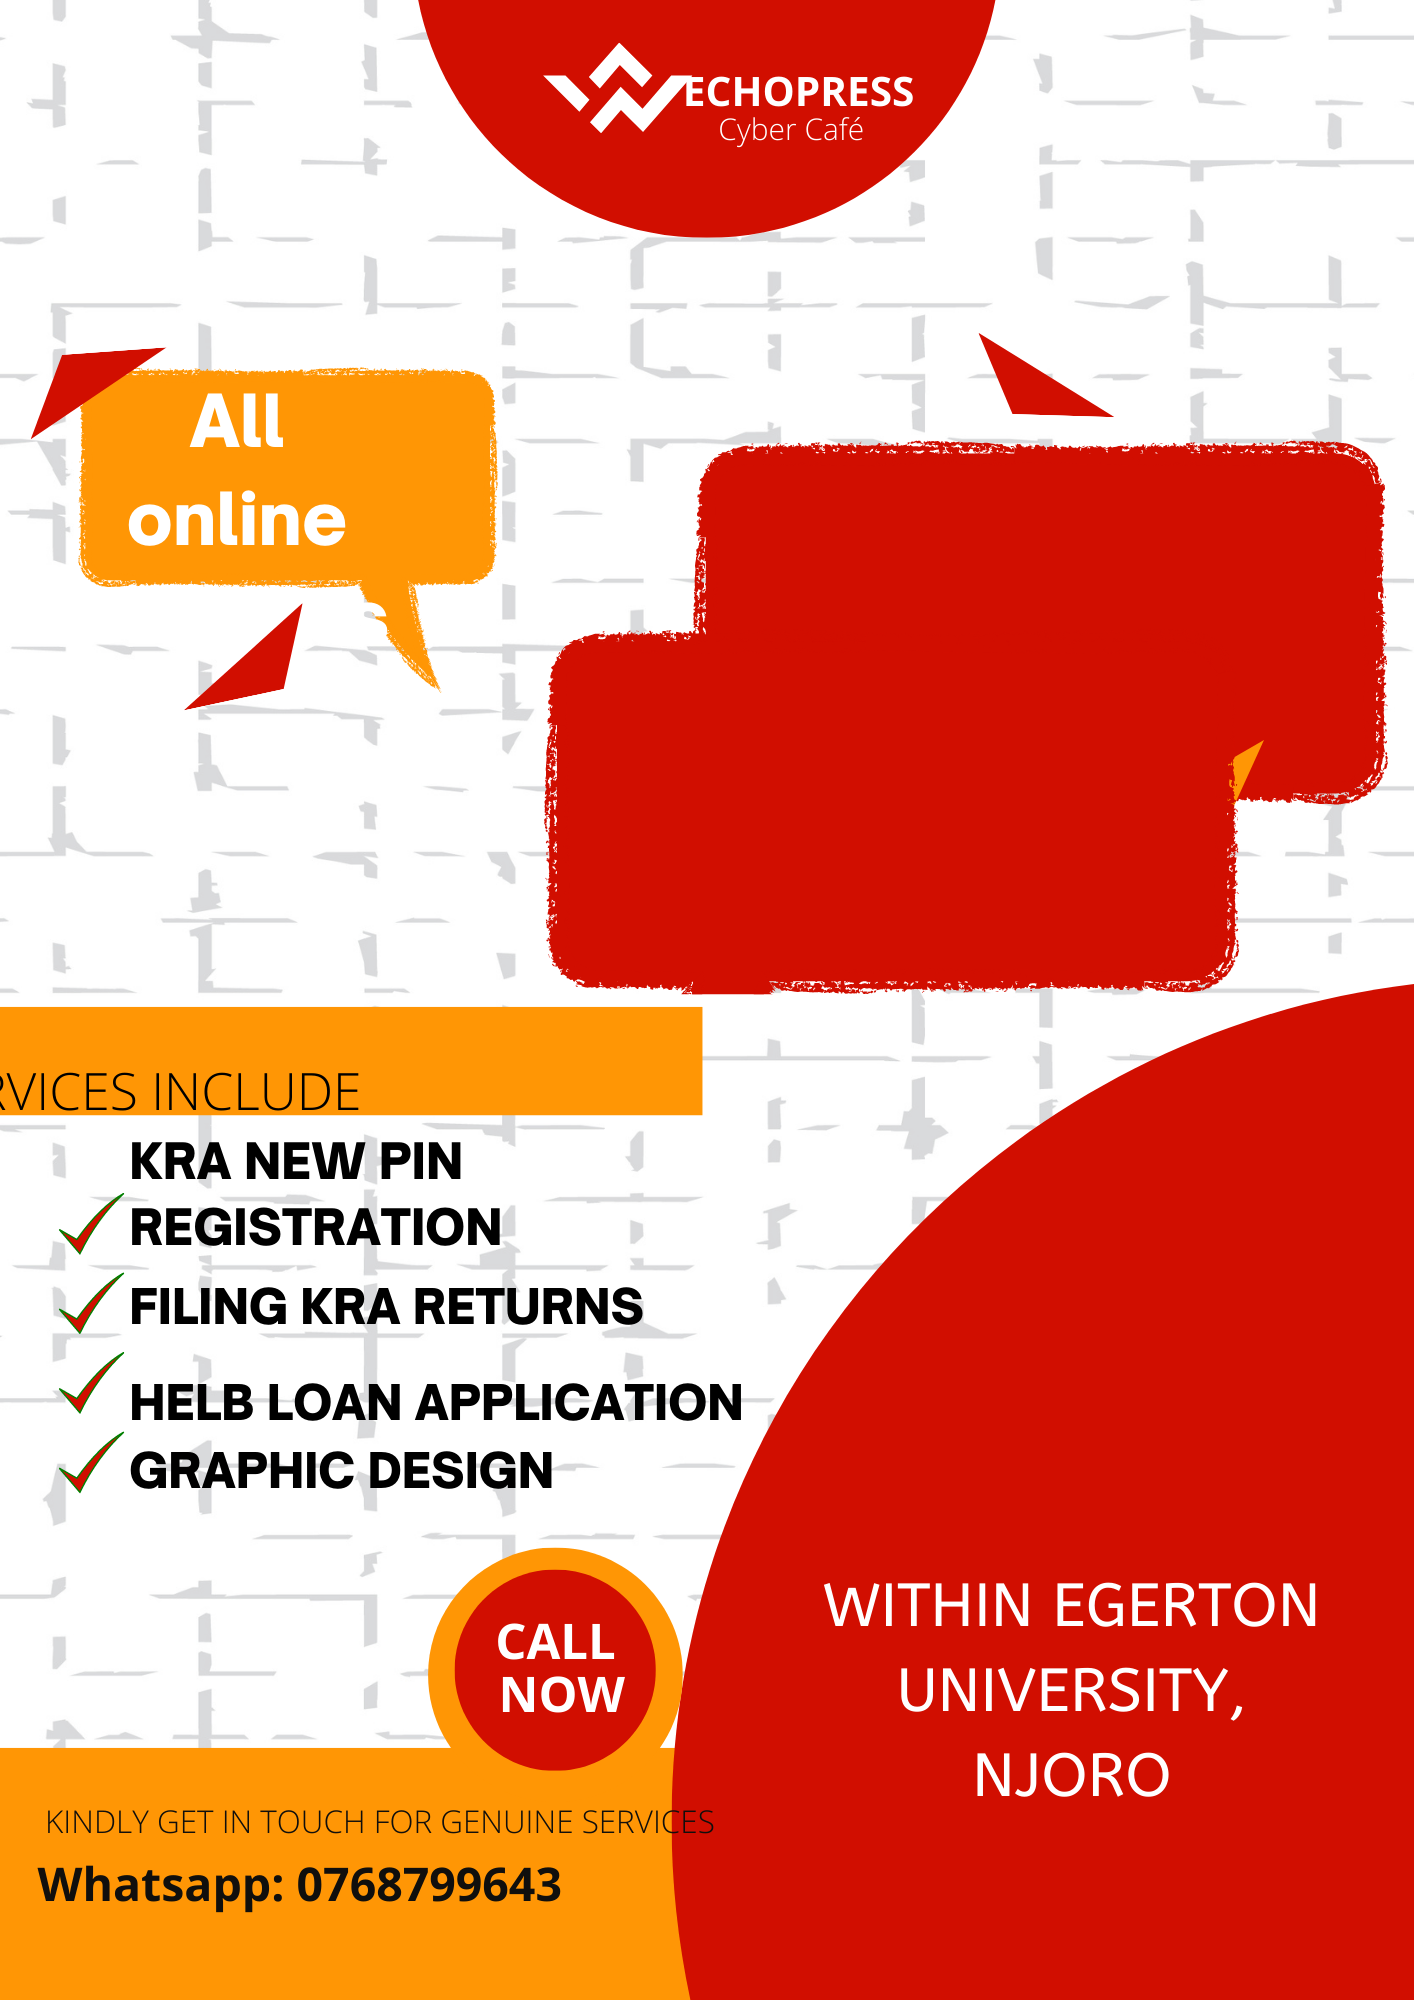 ECHOPRESS
Cyber Café
All
online
RVICES INCLUDE
KRA NEW PIN
REGISTRATION
FILING KRA RETURNS
HELB LOAN APPLICATION
GRAPHIC DESIGN
CALL
NOW
WITHIN EGERTON
UNIVERSITY,
NJORO
KINDLY GET IN TOUCH FOR GENUINE SERVICES
Whatsapp: 0768799643